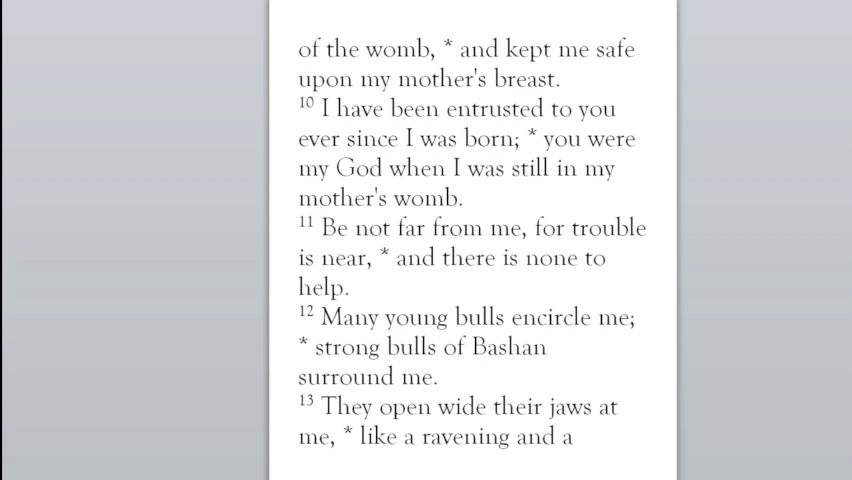 of the womb, * and kept me safe
upon my mother's breast.
10 I have been entrusted to you
ever since I was born; * you were
my God when I was still in my
mother's womb.
11 Be not far from me, for trouble
is near, * and there is none to
help.
12 Many young bulls encircle me;
* strong bulls of Bashan
surround me.
13 They open wide their jaws at
me, * like a ravening and a